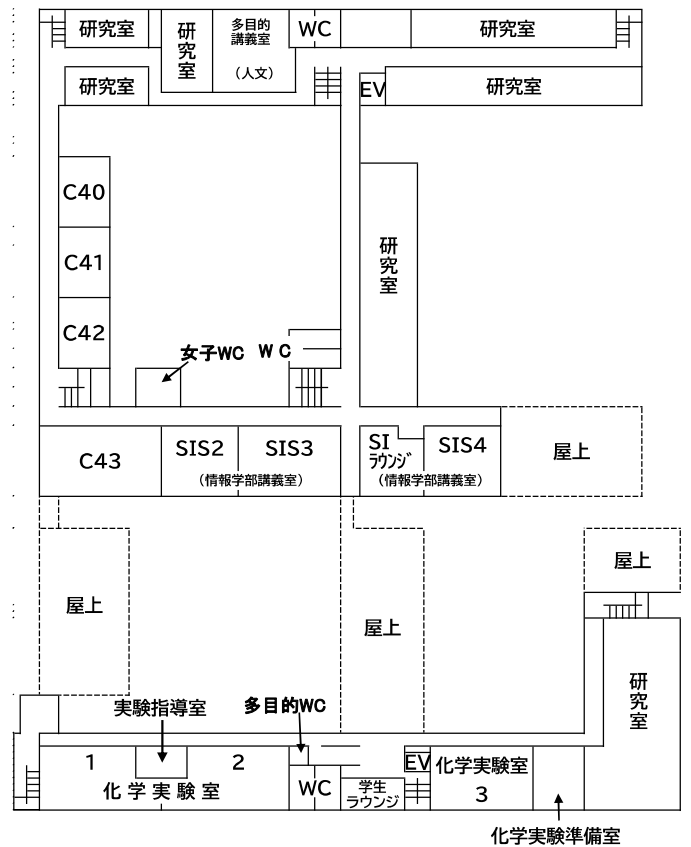 研究室
研究室
多目的
講義室
（人文）
WC
研究室
研究室
EV
研究室
C40
C41
C42
研究室
女子WC
WC
C43
SIS2
SIS3
（情報学部講義室）
SI
ﾗｳﾝｼﾞ
SIS4
（情報学部講義室）
屋上
屋上
屋上
屋上
研究室
実験指導室
多目的WC
1
2
化学実験室
WC
学生
ラウンジ
EV
化学実験室
3
化学実験準備室